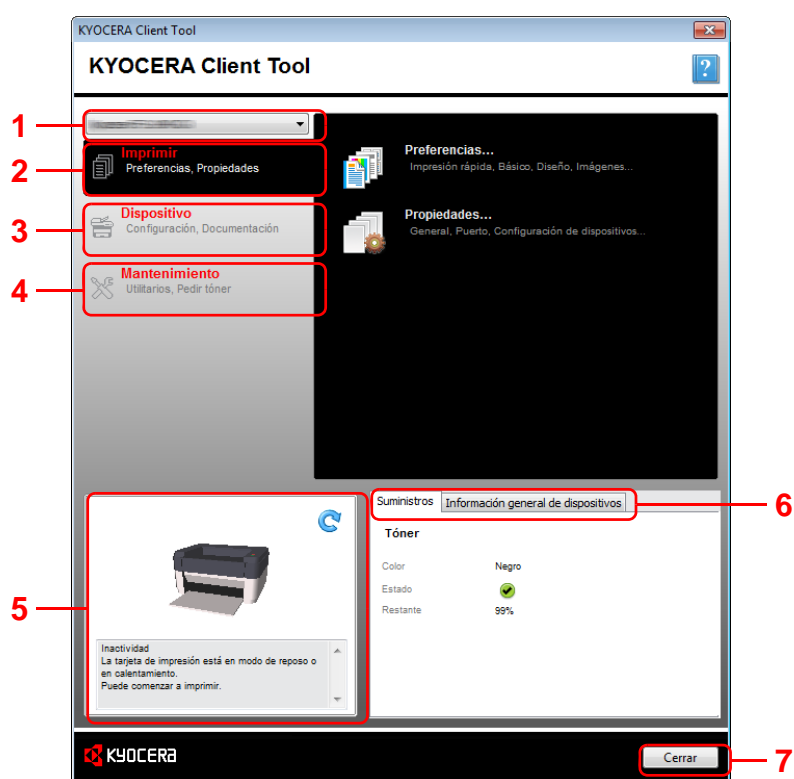 KYOCERA Client Tool
KYOCERA Client Tool
?
1
2
Imprimir
Preferencias, Propiedades
3
Dispositivo
Configuración, Documentación
4
Mantenimiento
Utilitarios, Pedir tóner
Preferencias...
Impresión rápida, Básico, Diseño, Imágenes...
Propiedades...
General, Puerto, Configuración de dispositivos...
5
Inactividad
La tarjeta de impresión está en modo de reposo o
en calentamiento.
Puede comenzar a imprimir.
Suministros Información general de dispositivos
6
Tóner
Color Negro
Estado
Restante 99%
KYOCERA
Cerrar
7